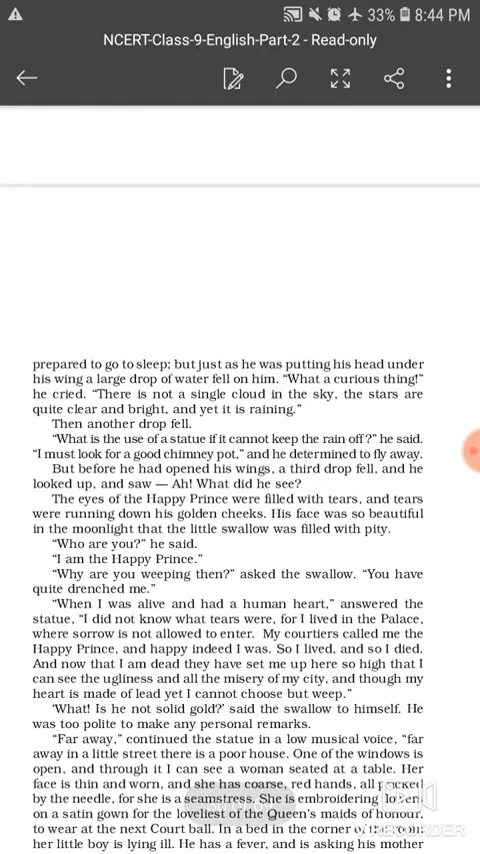 33% 8:44 PM
NCERT-Class-9-English-Part-2 - Read-only
prepared to go to sleep; but just as he was putting his head under
his wing a large drop of water fell on him. “What a curious thing!”
he cried. “There is not a single cloud in the sky, the stars are
quite clear and bright, and yet it is raining.”
Then another drop fell.
“What is the use of a statue if it cannot keep the rain off?” he said.
“I must look for a good chimney pot,” and he determined to fly away.
But before he had opened his wings, a third drop fell, and he
looked up, and saw — Ah! What did he see?
The eyes of the Happy Prince were filled with tears, and tears
were running down his golden cheeks. His face was so beautiful
in the moonlight that the little swallow was filled with pity.
“Who are you?” he said.
“I am the Happy Prince.”
“Why are you weeping then?” asked the swallow. “You have
quite drenched me.”
“When I was alive and had a human heart,” answered the
statue, “I did not know what tears were, for I lived in the Palace,
where sorrow is not allowed to enter. My courtiers called me the
Happy Prince, and happy indeed I was. So I lived, and so I died.
And now that I am dead they have set me up here so high that I
can see the ugliness and all the misery of my city, and though my
heart is made of lead yet I cannot choose but weep.”
‘What! Is he not solid gold?’ said the swallow to himself. He
was too polite to make any personal remarks.
“Far away,” continued the statue in a low musical voice, “far
away in a little street there is a poor house. One of the windows is
open, and through it I can see a woman seated at a table. Her
face is thin and worn, and she has coarse, red hands, all pricked
by the needle, for she is a seamstress. She is embroidering flowers
on a satin gown for the loveliest of the Queen’s maids of honour,
to wear at the next Court ball. In a bed in the corner of the room
her little boy is lying ill. He has a fever, and is asking his mother
RECORDER